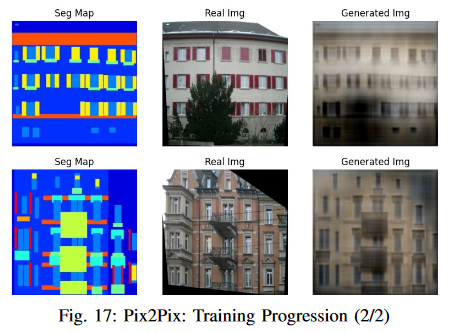 Seg Map Real Img Generated Img
Seg Map Real Img Generated Img
Fig. 17: Pix2Pix: Training Progression (2/2)